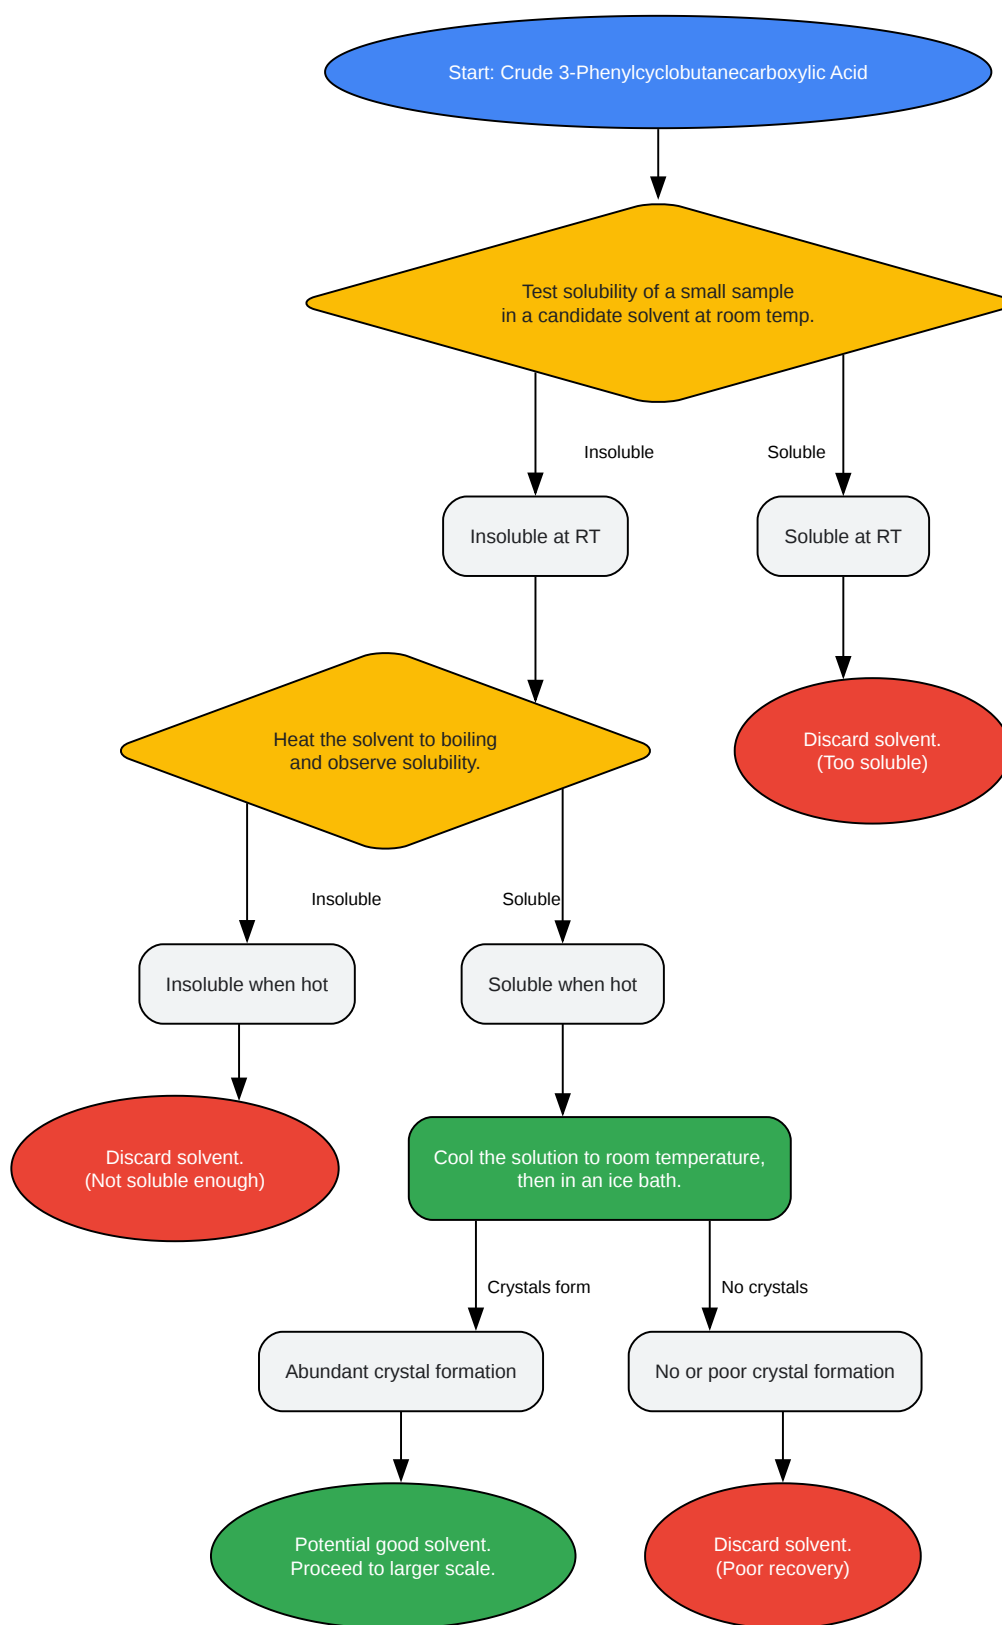 Start: Crude 3-Phenylcyclobutanecarboxylic Acid
Test solubility of a small sample
in a candidate solvent at room temp.
Insoluble
Soluble
Insoluble at RT
Soluble at RT
Heat the solvent to boiling
and observe solubility.
Discard solvent.
(Too soluble)
Insoluble
Soluble
Insoluble when hot
Soluble when hot
Discard solvent.
(Not soluble enough)
Cool the solution to room temperature,
then in an ice bath.
Crystals form
No crystals
Abundant crystal formation
No or poor crystal formation
Potential good solvent.
Proceed to larger scale.
Discard solvent.
(Poor recovery)